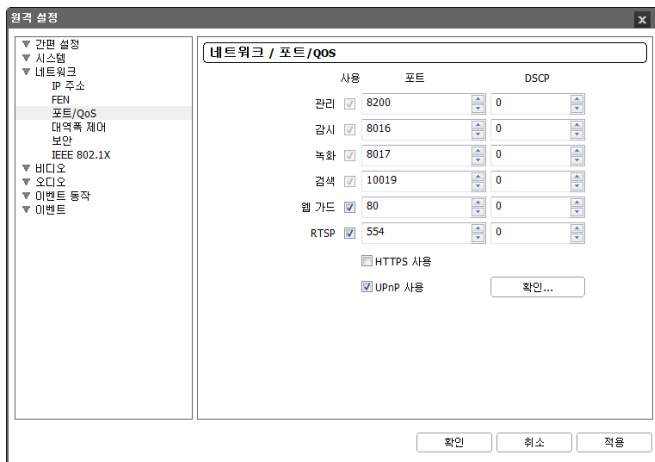 원격 설정
x
간편 설정
시스템
네트워크
IP 주소
FEN
포트/QoS
대역폭 제어
보안
IEEE 802.1X
비디오
오디오
이벤트 동작
이벤트
네트워크 / 포트/QoS
사용 포트 DSCP
관리 8200 0
감시 8016 0
녹화 8017 0
검색 10019 0
웹 가드 80 0
RTSP 554 0
HTTPS 사용
UPnP 사용 확인...
확인 취소 적용